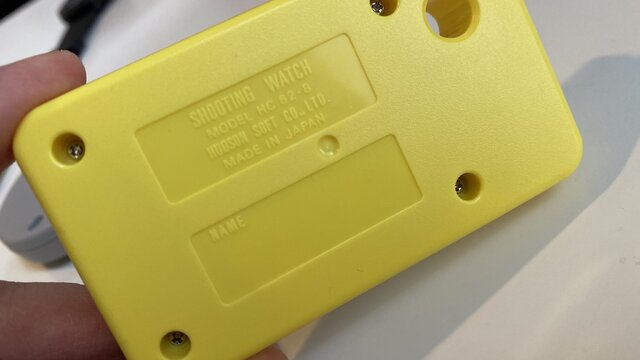 SHOOTING WATCH
MODEL HC 62-8
HUDSON SOFT CO., LTD.
MADE IN JAPAN
NAME